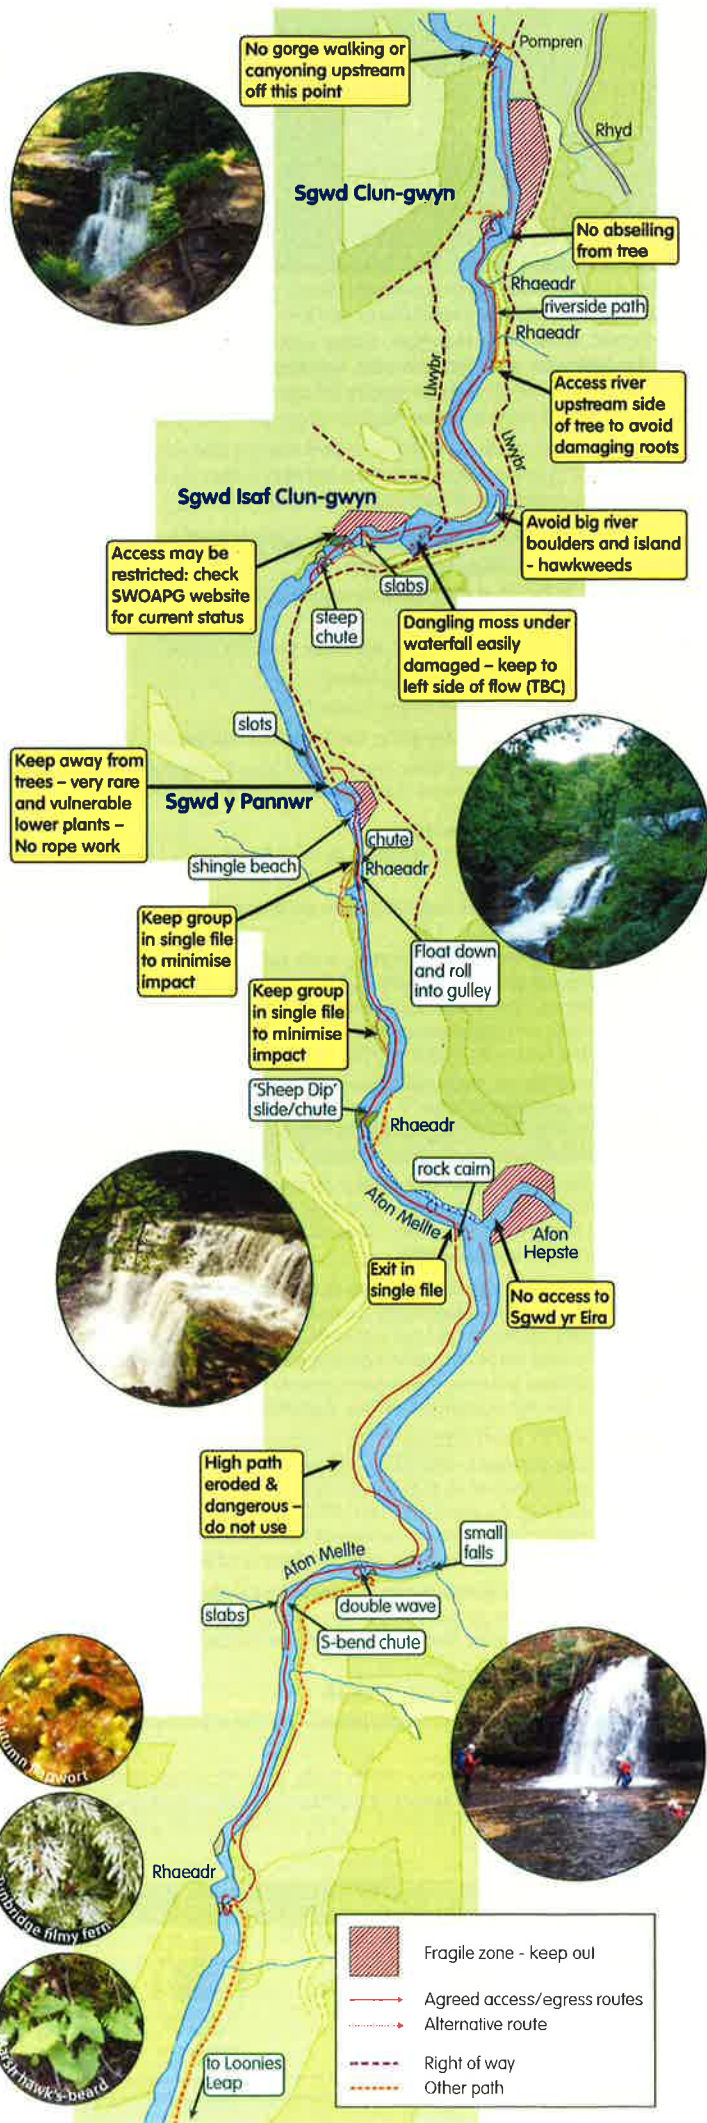 No gorge walking or
canyoning upstream
off this point
Pompren
Rhyd
Sgwd Clun-gwyn
No abseiling
from tree
Rhaeadr
riverside path
Rhaeadr
Llwybr
Access river
upstream side
of tree to avoid
damaging roots
Llwybr
Sgwd Isaf Clun-gwyn
Avoid big river
boulders and island
- hawkweeds
Access may be
restricted: check
SWOAPG website
for current status
slabs
steep
chute
Dangling moss under
waterfall easily
damaged – keep to
left side of flow (TBC)
slots
Keep away from
trees – very rare
and vulnerable
lower plants –
No rope work
Sgwd y Pannwr
chute
shingle beach
Rhaeadr
Keep group
in single file
to minimise
impact
Float down
and roll
into gulley
Keep group
in single file
to minimise
impact
'Sheep Dip'
slide/chute
Rhaeadr
rock cairn
Afon Mellte
Afon
Hepste
Exit in
single file
No access to
Sgwd yr Eira
High path
eroded &
dangerous –
do not use
small
falls
Afon Mellte
double wave
slabs
S-bend chute
Rhaeadr
filmy fern
hawk's-beard
to Loonies
Leap
Fragile zone - keep out
Agreed access/egress routes
Alternative route
Right of way
Other path